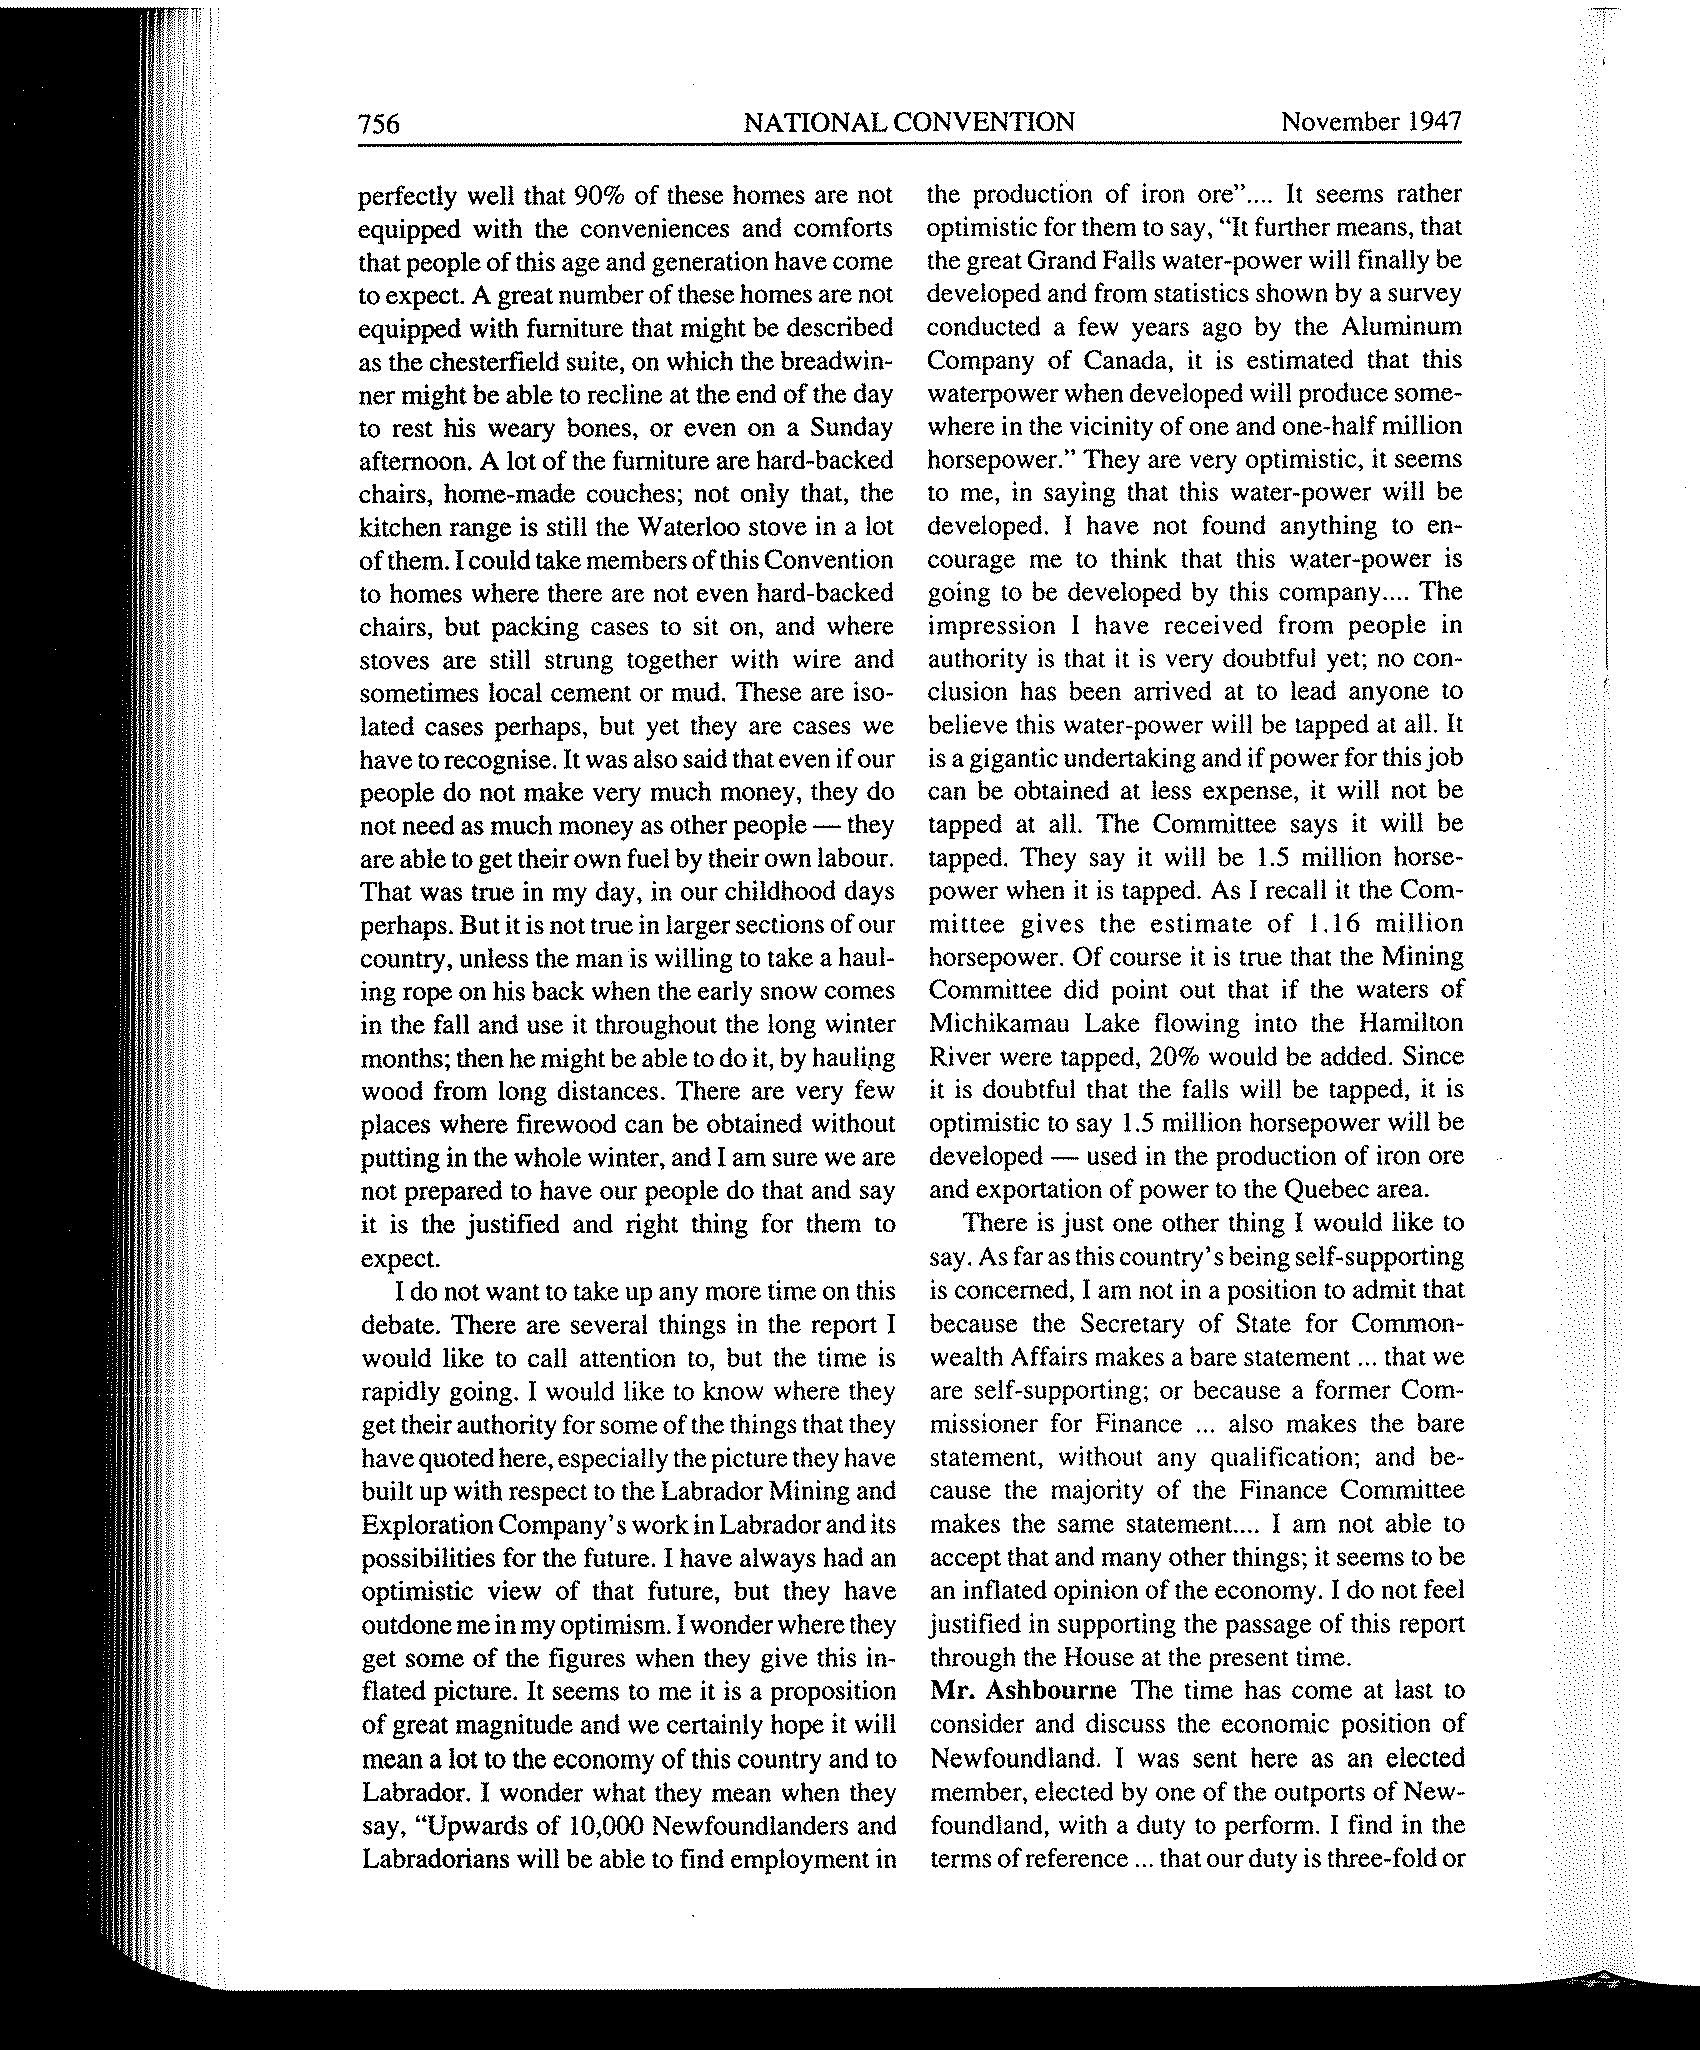 756 NATIONAL CONVENTION November 1947
perfectly well that 90% of these homes are not
equipped with the conveniences and comforts
that people of this age and generation have come
to expect. A great number of these homes are not
equipped with furniture that might be described
as the chesterfield suite, on which the breadwin-
ner might be able to recline at the end of the day
to rest his weary bones, or even on a Sunday
afternoon. A lot of the furniture are hard-backed
chairs, home-made couches; not only that, the
kitchen range is still the Waterloo stove in a lot
of them. I could take members of this Convention
to homes where there are not even hard-backed
chairs, but packing cases to sit on, and where
stoves are still strung together with wire and
sometimes local cement or mud. These are iso-
lated cases perhaps, but yet they are cases we
have to recognise. It was also said that even if our
people do not make very much money, they do
not need as much money as other people — they
are able to get their own fuel by their own labour.
That was true in my day, in our childhood days
perhaps. But it is not true in larger sections of our
country, unless the man is willing to take a haul-
ing rope on his back when the early snow comes
in the fall and use it throughout the long winter
months; then he might be able to do it, by hauling
wood from long distances. There are very few
places where firewood can be obtained without
putting in the whole winter, and I am sure we are
not prepared to have our people do that and say
it is the justified and right thing for them to
expect.
I do not want to take up any more time on this
debate. There are several things in the report I
would like to call attention to, but the time is
rapidly going. I would like to know where they
get their authority for some of the things that they
have quoted here, especially the picture they have
built up with respect to the Labrador Mining and
Exploration Company's work in Labrador and its
possibilities for the future. I have always had an
optimistic view of that future, but they have
outdone me in my optimism. I wonder where they
get some of the figures when they give this in-
flated picture. It seems to me it is a proposition
of great magnitude and we certainly hope it will
mean a lot to the economy of this country and to
Labrador. I wonder what they mean when they
say, "Upwards of 10,000 Newfoundlanders and
Labradorians will be able to find employment in
the production of iron ore".... It seems rather
optimistic for them to say, "It further means, that
the great Grand Falls water-power will finally be
developed and from statistics shown by a survey
conducted a few years ago by the Aluminum
Company of Canada, it is estimated that this
waterpower when developed will produce some-
where in the vicinity of one and one-half million
horsepower." They are very optimistic, it seems
to me, in saying that this water-power will be
developed. I have not found anything to en-
courage me to think that this water-power is
going to be developed by this company.... The
impression I have received from people in
authority is that it is very doubtful yet; no con-
clusion has been arrived at to lead anyone to
believe this water-power will be tapped at all. It
is a gigantic undertaking and if power for this job
can be obtained at less expense, it will not be
tapped at all. The Committee says it will be
tapped. They say it will be 1.5 million horse-
power when it is tapped. As I recall it the Com-
mittee gives the estimate of 1.16 million
horsepower. Of course it is true that the Mining
Committee did point out that if the waters of
Michikamau Lake flowing into the Hamilton
River were tapped, 20% would be added. Since
it is doubtful that the falls will be tapped, it is
optimistic to say 1.5 million horsepower will be
developed — used in the production of iron ore
and exportation of power to the Quebec area.
There is just one other thing I would like to
say. As far as this country's being self-supporting
is concerned, I am not in a position to admit that
because the Secretary of State for Common-
wealth Affairs makes a bare statement ... that we
are self-supporting; or because a former Com-
missioner for Finance ... also makes the bare
statement, without any qualification; and be-
cause the majority of the Finance Committee
makes the same statement.... I am not able to
accept that and many other things; it seems to be
an inflated opinion of the economy. I do not feel
justified in supporting the passage of this report
through the House at the present time.
Mr. Ashbourne The time has come at last to
consider and discuss the economic position of
Newfoundland. I was sent here as an elected
member, elected by one of the outports of New-
foundland, with a duty to perform. I find in the
terms of reference ... that our duty is three-fold or